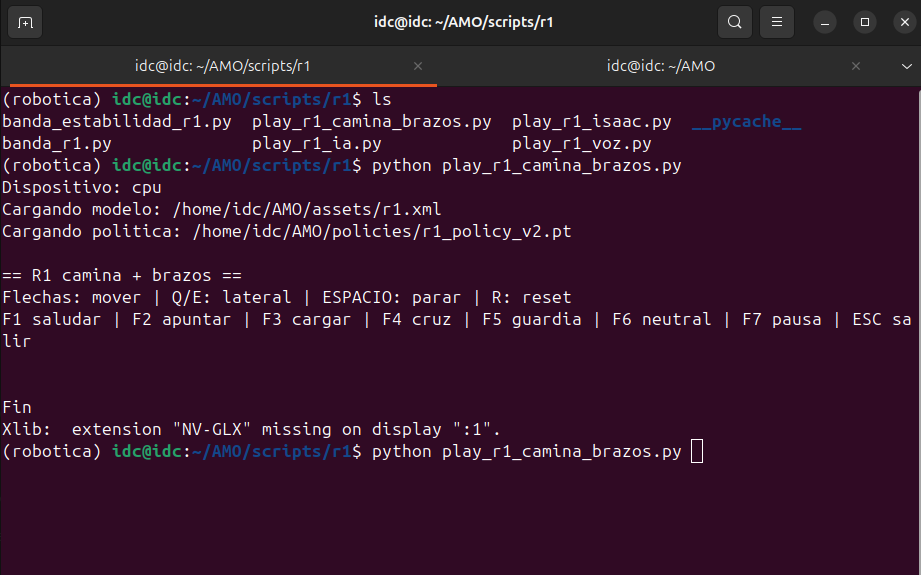 idc@idc: ~/AMO/scripts/r1
idc@idc: ~/AMO/scripts/r1 × idc@idc: ~/AMO ×
(robotica) idc@idc:~/AMO/scripts/r1$ ls
banda_estabilidad_r1.py play_r1_camina_brazos.py play_r1_isaac.py __pycache__
banda_r1.py play_r1_ia.py play_r1_voz.py
(robotica) idc@idc:~/AMO/scripts/r1$ python play_r1_camina_brazos.py
Dispositivo: cpu
Cargando modelo: /home/idc/AMO/assets/r1.xml
Cargando politica: /home/idc/AMO/policies/r1_policy_v2.pt
== R1 camina + brazos ==
Flechas: mover | Q/E: lateral | ESPACIO: parar | R: reset
F1 saludar | F2 apuntar | F3 cargar | F4 cruz | F5 guardia | F6 neutral | F7 pausa | ESC sa
lir
Fin
Xlib:  extension "NV-GLX" missing on display ":1".
(robotica) idc@idc:~/AMO/scripts/r1$ python play_r1_camina_brazos.py